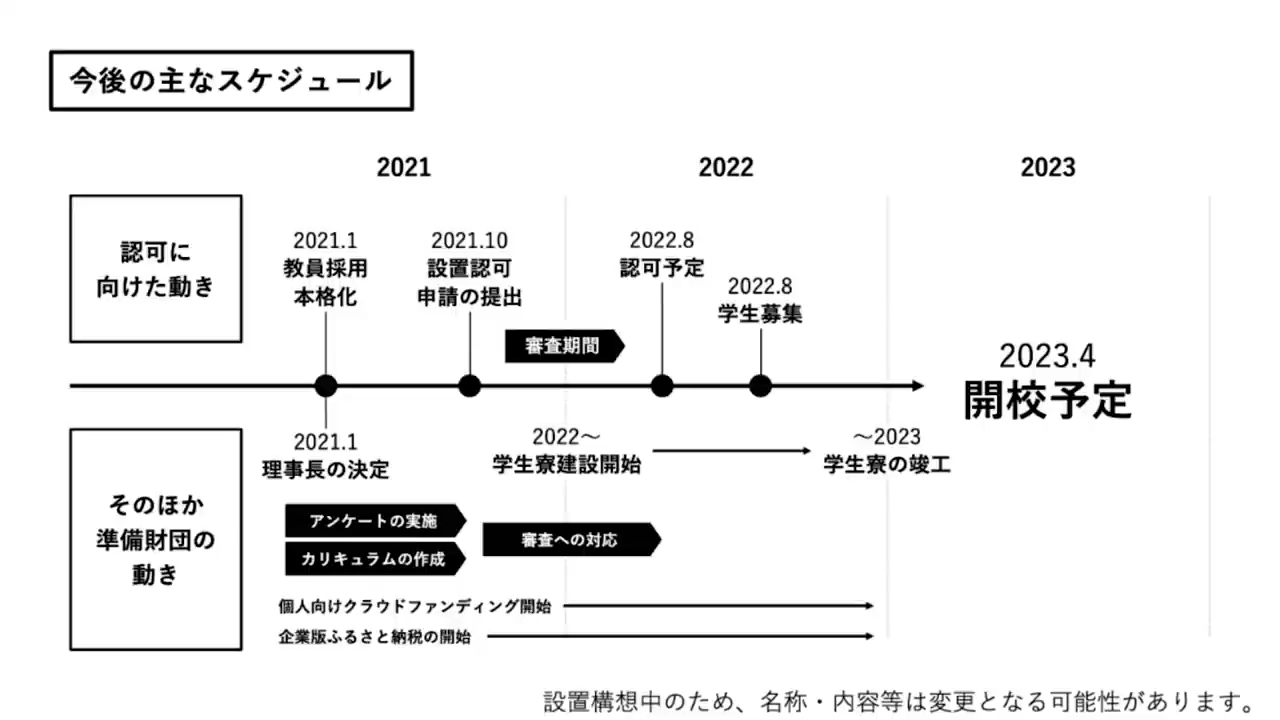 今後の主なスケジュール
2021
2022
2023
認可に
向けた動き
2021.1
教員採用
本格化
2021.10
設置認可
申請の提出
審査期間
2022.8
認可予定
2022.8
学生募集
2023.4
開校予定
そのほか
準備財団の
動き
2021.1
理事長の決定
2022〜
学生寮建設開始
〜2023
学生寮の竣工
アンケートの実施
カリキュラムの作成
審査への対応
個人向けクラウドファンディング開始
企業版ふるさと納税の開始
設置構想中のため、名称・内容等は変更となる可能性があります。